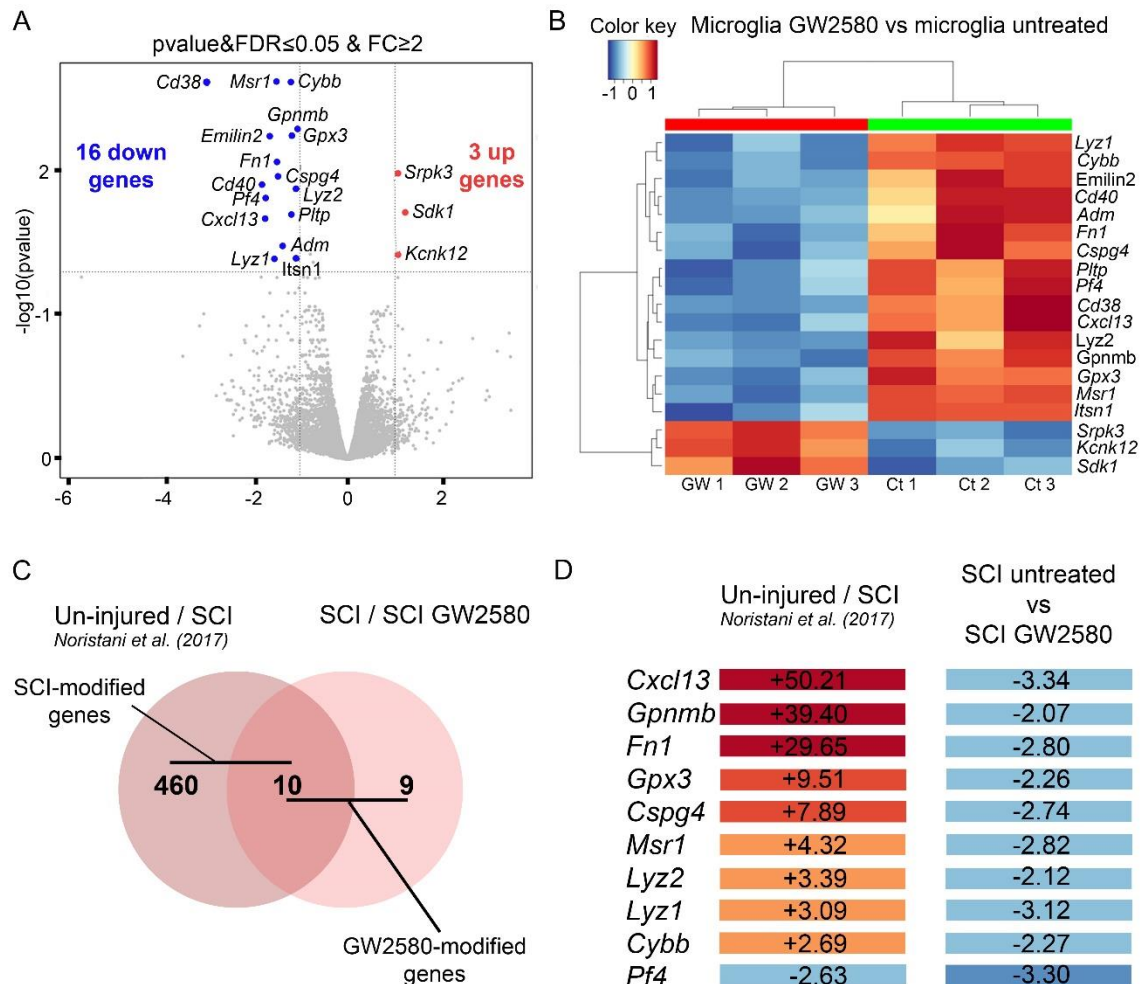 A
pvalue&FDR≤0.05 & FC≥2
Cd38
Msr1
Cybb
Gpnmb
Emilin2
Gpx3
16 down
genes
3 up
genes
Fn1
Cspg4
Srpk3
Cd40
Lyz2
Pf4
Cxcl13
Pltp
Sdk1
Adm
Lyz1
Itsn1
Kcnk12
-log10(pvalue)
2
-1
0
-6
-4
-2
0
2
B
Color key
-1 0 1
Microglia GW2580 vs microglia untreated
Lyz1
Cybb
Emilin2
Cd40
Adm
Fn1
Cspg4
Pltp
Pf4
Cd38
Cxcl13
Lyz2
Gpnmb
Gpx3
Msr1
Itsn1
Srpk3
Kcnk12
Sdk1
GW 1 GW 2 GW 3 Ct 1 Ct 2 Ct 3
C
Un-injured / SCI
Noristani et al. (2017)
SCI / SCI GW2580
SCI-modified
genes
460 10 9
GW2580-modified
genes
D
Un-injured / SCI
Noristani et al. (2017)
SCI untreated
vs
SCI GW2580
Cxcl13 +50.21 -3.34
Gpnmb +39.40 -2.07
Fn1 +29.65 -2.80
Gpx3 +9.51 -2.26
Cspg4 +7.89 -2.74
Msr1 +4.32 -2.82
Lyz2 +3.39 -2.12
Lyz1 +3.09 -3.12
Cybb +2.69 -2.27
Pf4 -2.63 -3.30